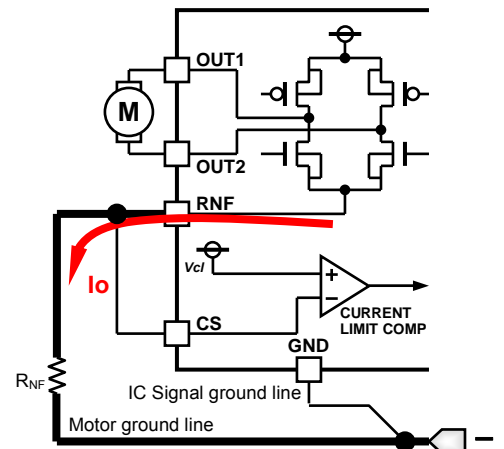 OUT1
M
OUT2
RNF
Io
Vcl
+
−
CURRENT
LIMIT COMP
CS
GND
RNF
IC Signal ground line
Motor ground line
−